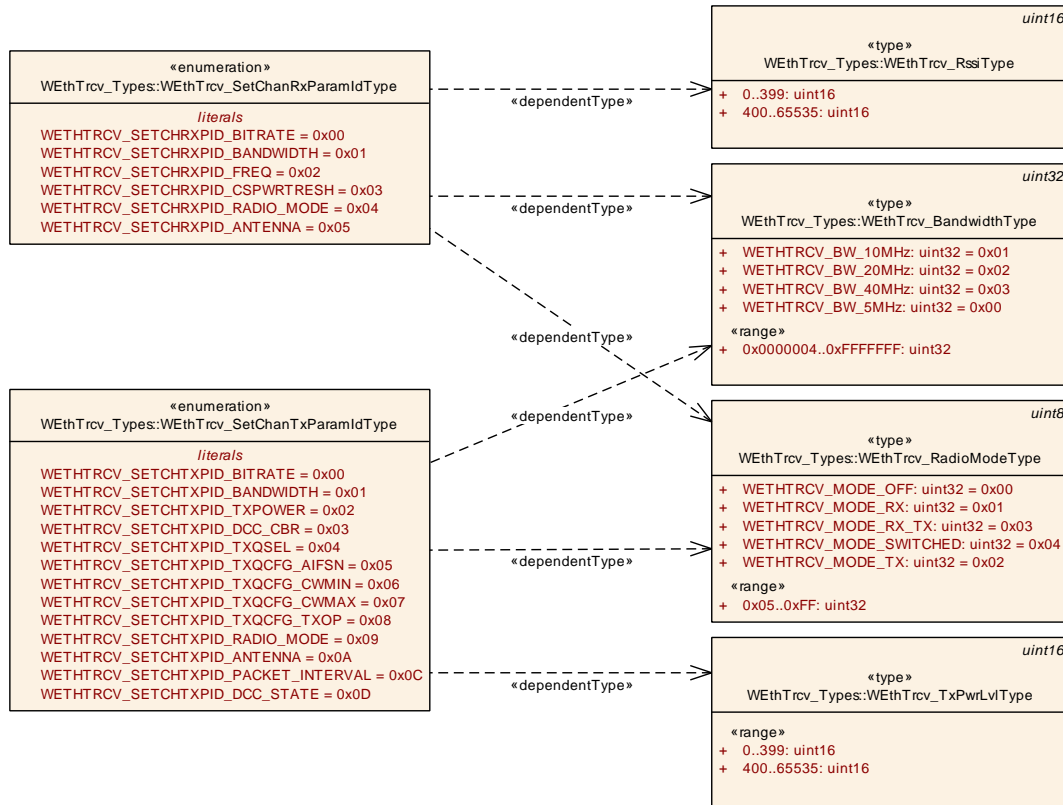 «enumeration»
WEthTrcv_Types::WEthTrcv_SetChanRxParamIdType
literals
WETHTRCV_SETCHRXPID_BITRATE = 0x00
WETHTRCV_SETCHRXPID_BANDWIDTH = 0x01
WETHTRCV_SETCHRXPID_FREQ = 0x02
WETHTRCV_SETCHRXPID_CSPWRTRESH = 0x03
WETHTRCV_SETCHRXPID_RADIO_MODE = 0x04
WETHTRCV_SETCHRXPID_ANTENNA = 0x05
«enumeration»
WEthTrcv_Types::WEthTrcv_SetChanTxParamIdType
literals
WETHTRCV_SETCHTXPID_BITRATE = 0x00
WETHTRCV_SETCHTXPID_BANDWIDTH = 0x01
WETHTRCV_SETCHTXPID_TXPOWER = 0x02
WETHTRCV_SETCHTXPID_DCC_CBR = 0x03
WETHTRCV_SETCHTXPID_TXQSEL = 0x04
WETHTRCV_SETCHTXPID_TXQCFG_AIFSN = 0x05
WETHTRCV_SETCHTXPID_TXQCFG_CWMIN = 0x06
WETHTRCV_SETCHTXPID_TXQCFG_CWMAX = 0x07
WETHTRCV_SETCHTXPID_TXQCFG_TXOP = 0x08
WETHTRCV_SETCHTXPID_RADIO_MODE = 0x09
WETHTRCV_SETCHTXPID_ANTENNA = 0x0A
WETHTRCV_SETCHTXPID_PACKET_INTERVAL = 0x0C
WETHTRCV_SETCHTXPID_DCC_STATE = 0x0D
«dependentType»
«dependentType»
«dependentType»
«dependentType»
«dependentType»
«dependentType»
uint16
«type»
WEthTrcv_Types::WEthTrcv_RssiType
+ 0..399: uint16
+ 400..65535: uint16
uint32
«type»
WEthTrcv_Types::WEthTrcv_BandwidthType
+ WETHTRCV_BW_10MHz: uint32 = 0x01
+ WETHTRCV_BW_20MHz: uint32 = 0x02
+ WETHTRCV_BW_40MHz: uint32 = 0x03
+ WETHTRCV_BW_5MHz: uint32 = 0x00
«range»
+ 0x0000004..0xFFFFFFF: uint32
uint8
«type»
WEthTrcv_Types::WEthTrcv_RadioModeType
+ WETHTRCV_MODE_OFF: uint32 = 0x00
+ WETHTRCV_MODE_RX: uint32 = 0x01
+ WETHTRCV_MODE_RX_TX: uint32 = 0x03
+ WETHTRCV_MODE_SWITCHED: uint32 = 0x04
+ WETHTRCV_MODE_TX: uint32 = 0x02
«range»
+ 0x05..0xFF: uint32
uint16
«type»
WEthTrcv_Types::WEthTrcv_TxPwrLvlType
«range»
+ 0..399: uint16
+ 400..65535: uint16